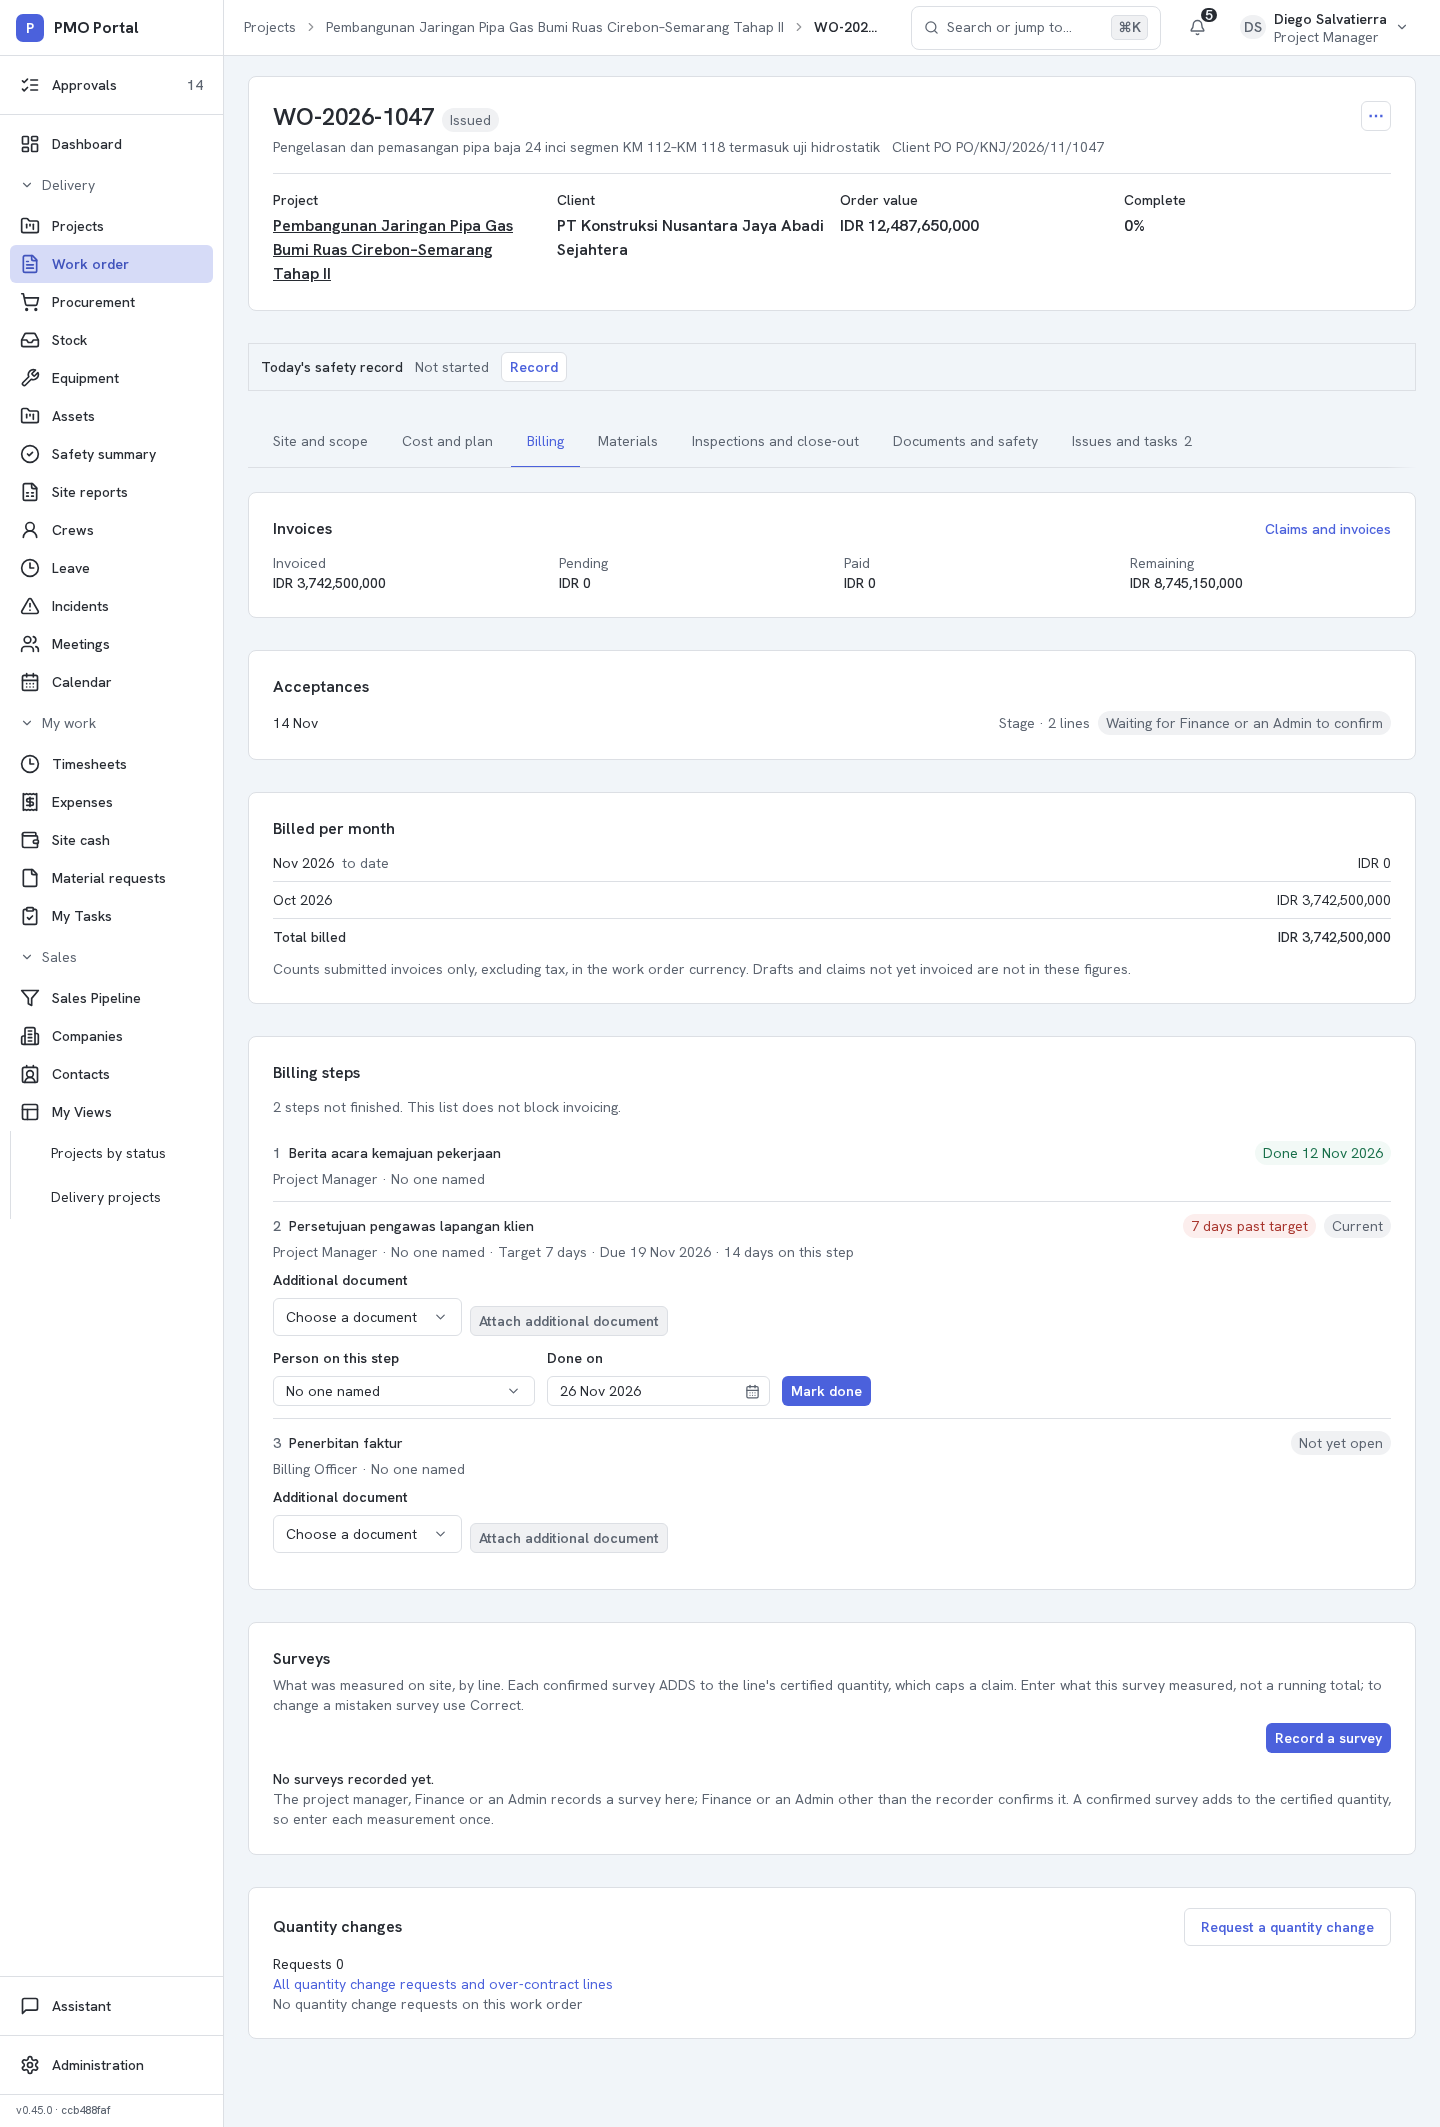 P PMO Portal
Projects
Pembangunan Jaringan Pipa Gas Bumi Ruas Cirebon–Semarang Tahap II
WO-202...
Search or jump to...
⌘K
5
DS
Diego Salvatierra
Project Manager
Approvals 14
Dashboard
Delivery
Projects
Work order
Procurement
Stock
Equipment
Assets
Safety summary
Site reports
Crews
Leave
Incidents
Meetings
Calendar
My work
Timesheets
Expenses
Site cash
Material requests
My Tasks
Sales
Sales Pipeline
Companies
Contacts
My Views
Projects by status
Delivery projects
Assistant
Administration
v0.45.0 · ccb488faf
WO-2026-1047 Issued
Pengelasan dan pemasangan pipa baja 24 inci segmen KM 112–KM 118 termasuk uji hidrostatik Client PO PO/KNJ/2026/11/1047
Project
Pembangunan Jaringan Pipa Gas
Bumi Ruas Cirebon–Semarang
Tahap II
Client
PT Konstruksi Nusantara Jaya Abadi
Sejahtera
Order value
IDR 12,487,650,000
Complete
0%
Today's safety record Not started Record
Site and scope Cost and plan Billing Materials Inspections and close-out Documents and safety Issues and tasks 2
Invoices Claims and invoices
Invoiced Pending Paid Remaining
IDR 3,742,500,000 IDR 0 IDR 0 IDR 8,745,150,000
Acceptances
14 Nov Stage · 2 lines Waiting for Finance or an Admin to confirm
Billed per month
Nov 2026 to date IDR 0
Oct 2026 IDR 3,742,500,000
Total billed IDR 3,742,500,000
Counts submitted invoices only, excluding tax, in the work order currency. Drafts and claims not yet invoiced are not in these figures.
Billing steps
2 steps not finished. This list does not block invoicing.
1 Berita acara kemajuan pekerjaan Done 12 Nov 2026
Project Manager · No one named
2 Persetujuan pengawas lapangan klien 7 days past target Current
Project Manager · No one named · Target 7 days · Due 19 Nov 2026 · 14 days on this step
Additional document
Choose a document Attach additional document
Person on this step Done on
No one named 26 Nov 2026 Mark done
3 Penerbitan faktur Not yet open
Billing Officer · No one named
Additional document
Choose a document Attach additional document
Surveys
What was measured on site, by line. Each confirmed survey ADDS to the line's certified quantity, which caps a claim. Enter what this survey measured, not a running total; to
change a mistaken survey use Correct.
Record a survey
No surveys recorded yet.
The project manager, Finance or an Admin records a survey here; Finance or an Admin other than the recorder confirms it. A confirmed survey adds to the certified quantity,
so enter each measurement once.
Quantity changes Request a quantity change
Requests 0
All quantity change requests and over-contract lines
No quantity change requests on this work order